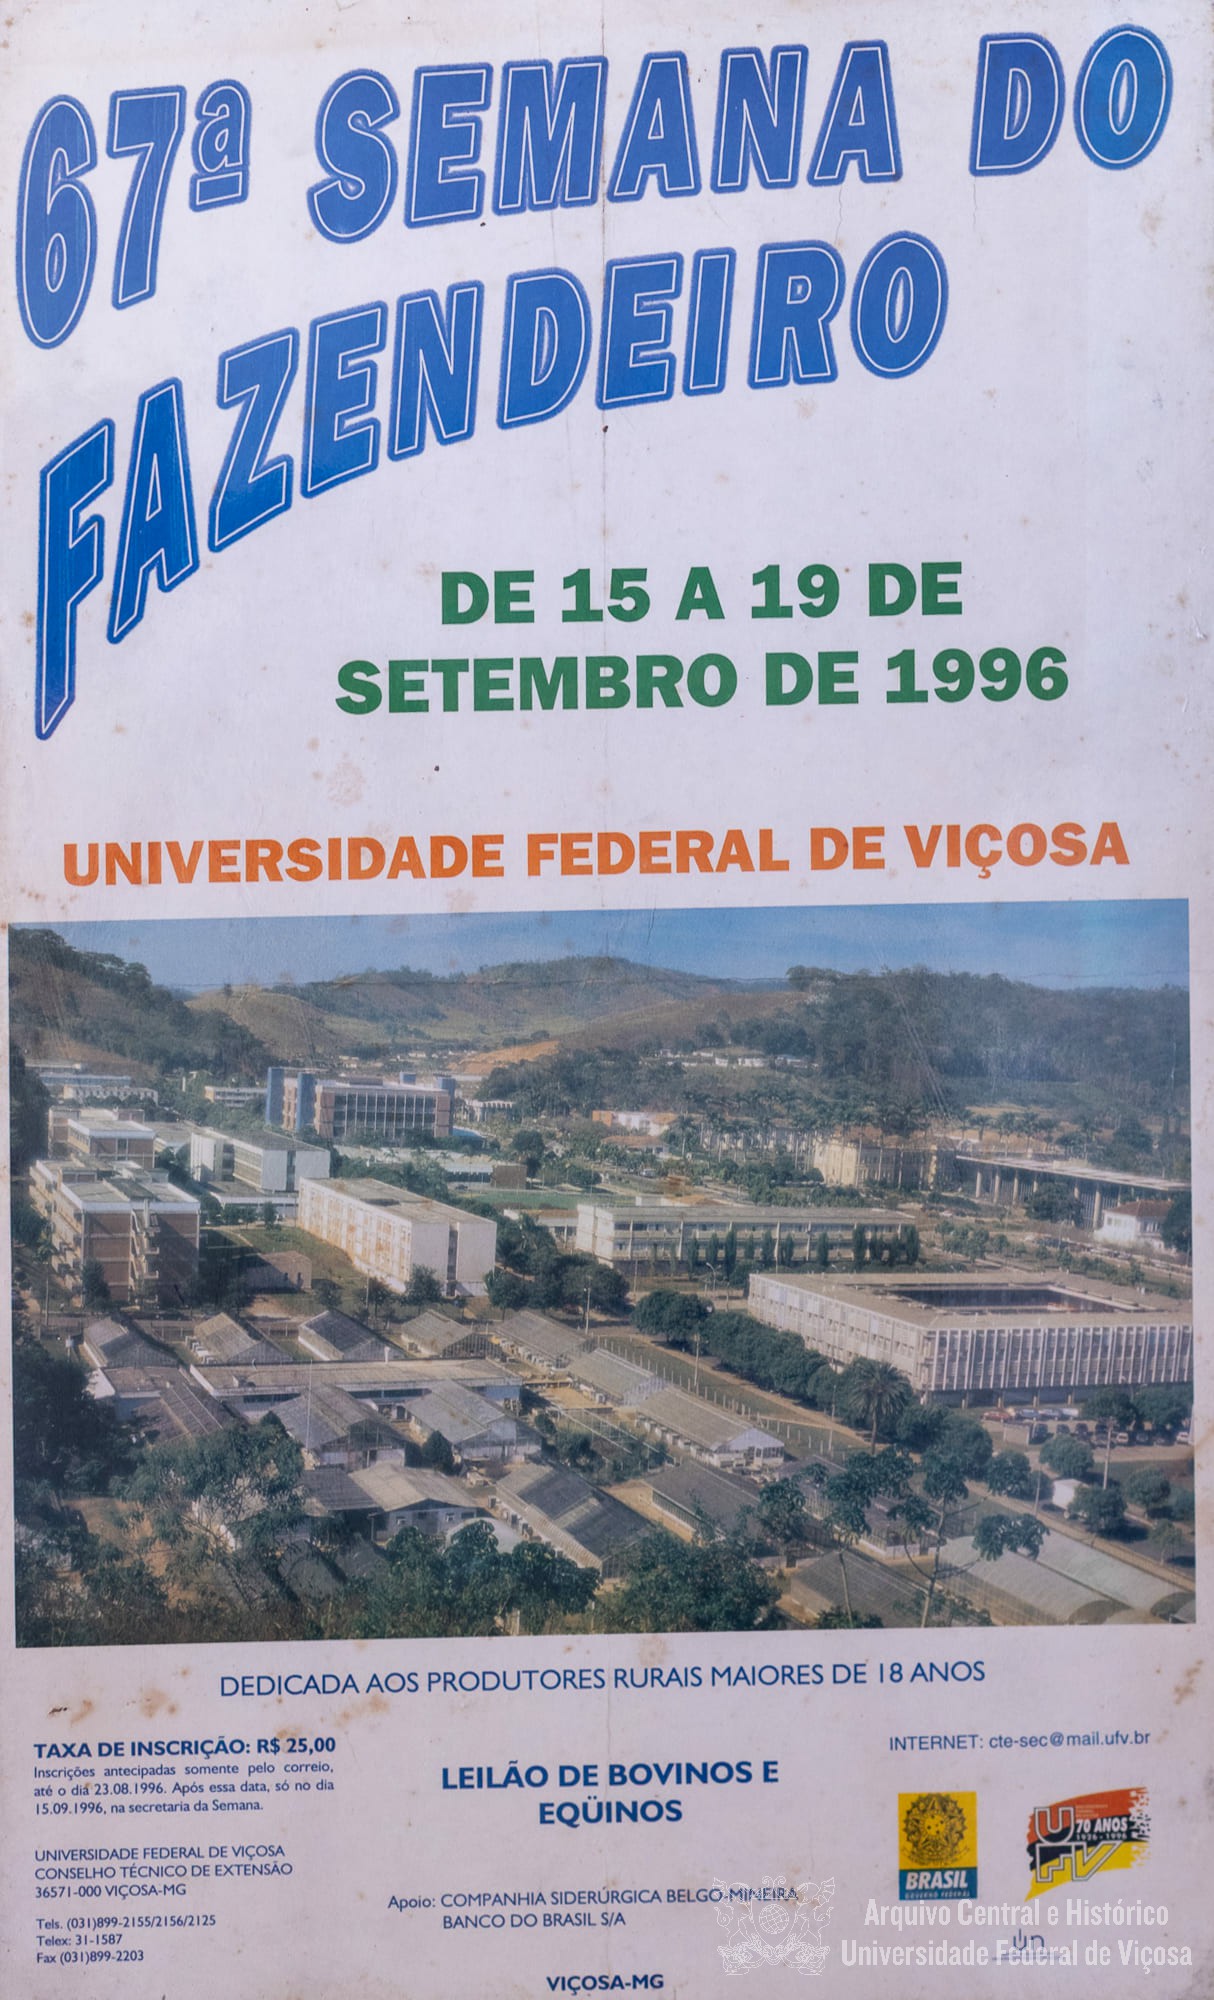 67ª SEMANA DO
FAZENDEIRO
DE 15 A 19 DE
SETEMBRO DE 1996
UNIVERSIDADE FEDERAL DE VIÇOSA
DEDICADA AOS PRODUTORES RURAIS MAIORES DE 18 ANOS
TAXA DE INSCRIÇÃO: R$ 25,00
Inscrições antecipadas somente pelo correio,
até o dia 23.08.1996. Após essa data, só no dia
15.09.1996, na secretaria da Semana.
UNIVERSIDADE FEDERAL DE VIÇOSA
CONSELHO TÉCNICO DE EXTENSÃO
36571-000 VIÇOSA-MG
Tels. (031)899-2155/2156/2125
Telex: 31-1587
Fax (031)899-2203
LEILÃO DE BOVINOS E
EQÜINOS
Apoio: COMPANHIA SIDERÚRGICA BELGO-MINEIRA
BANCO DO BRASIL S/A
VIÇOSA-MG
INTERNET: cte-sec@mail.ufv.br
BRASIL
GOVERNO FEDERAL
U
70 ANOS
1926-1996
FV
Arquivo Central e Histórico
Universidade Federal de Viçosa